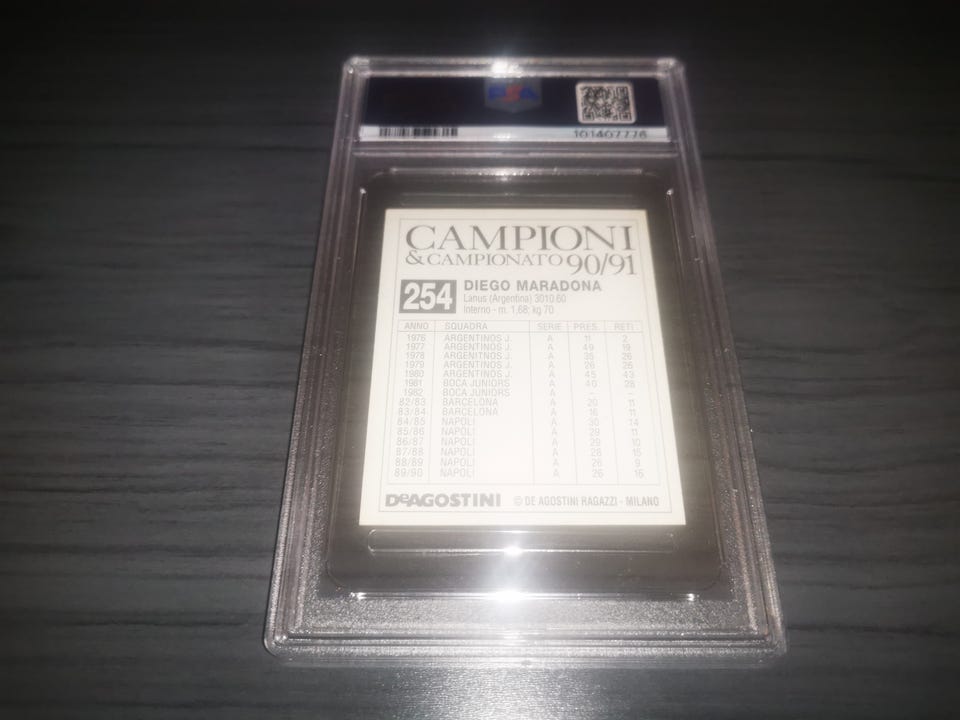 PSA
101407776
CAMPIONI
& CAMPIONATO 90/91
254 DIEGO MARADONA
Lanus (Argentina) 3010.60
Interno - m. 1,68; kg 70
ANNO SQUADRA SERIE PRES. RETI
1976 ARGENTINOS J. A 11 2
1977 ARGENTINOS J. A 49 19
1978 ARGENITNOS J. A 35 26
1979 ARGENTINOS J. A 26 26
1980 ARGENTINOS J. A 45 43
1981 BOCA JUNIORS A 40 28
1982 BOCA JUNIORS A – –
82/83 BARCELONA A 20 11
83/84 BARCELONA A 16 11
84/85 NAPOLI A 30 14
85/86 NAPOLI A 29 11
86/87 NAPOLI A 29 10
87/88 NAPOLI A 28 15
88/89 NAPOLI A 26 9
89/90 NAPOLI A 26 16
DeAGOSTINI © DE AGOSTINI RAGAZZI - MILANO